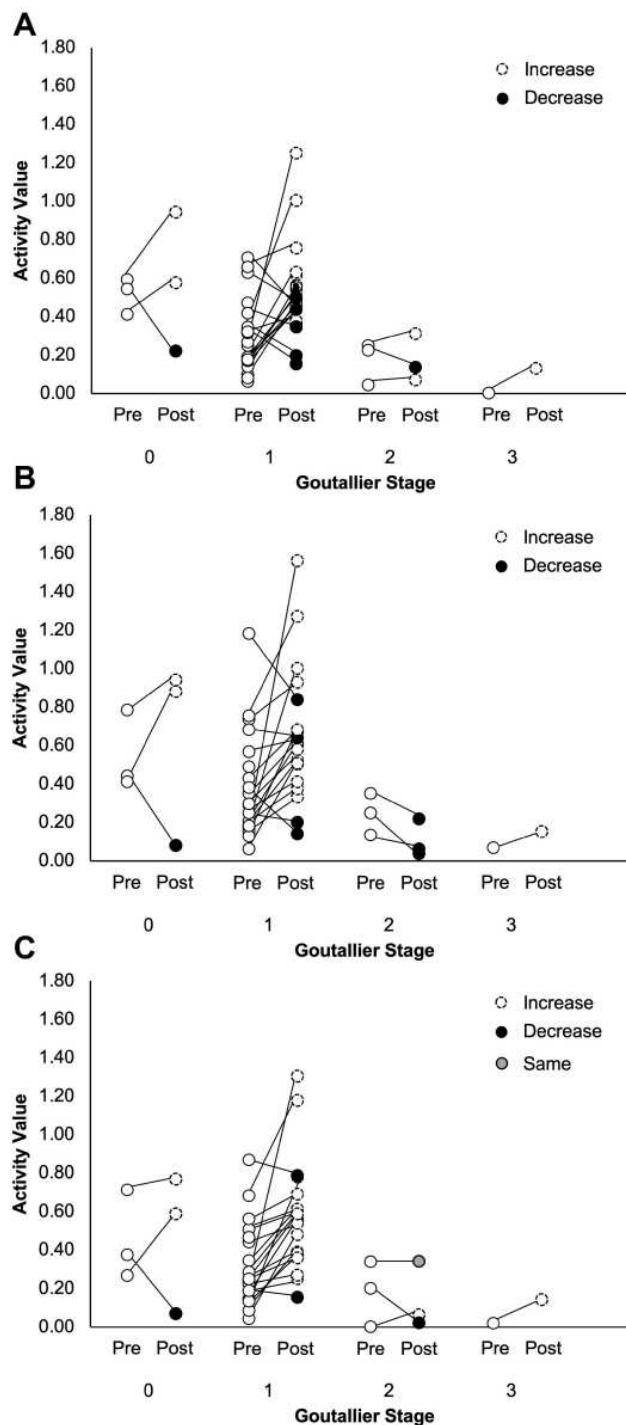 A
1.80
1.60
1.40
1.20
1.00
0.80
0.60
0.40
0.20
0.00
Activity Value
Increase
Decrease
Pre Post Pre Post Pre Post Pre Post
0 1 2 3
Goutallier Stage
B
1.80
1.60
1.40
1.20
1.00
0.80
0.60
0.40
0.20
0.00
Activity Value
Increase
Decrease
Pre Post Pre Post Pre Post Pre Post
0 1 2 3
Goutallier Stage
C
1.80
1.60
1.40
1.20
1.00
0.80
0.60
0.40
0.20
0.00
Activity Value
Increase
Decrease
Same
Pre Post Pre Post Pre Post Pre Post
0 1 2 3
Goutallier Stage